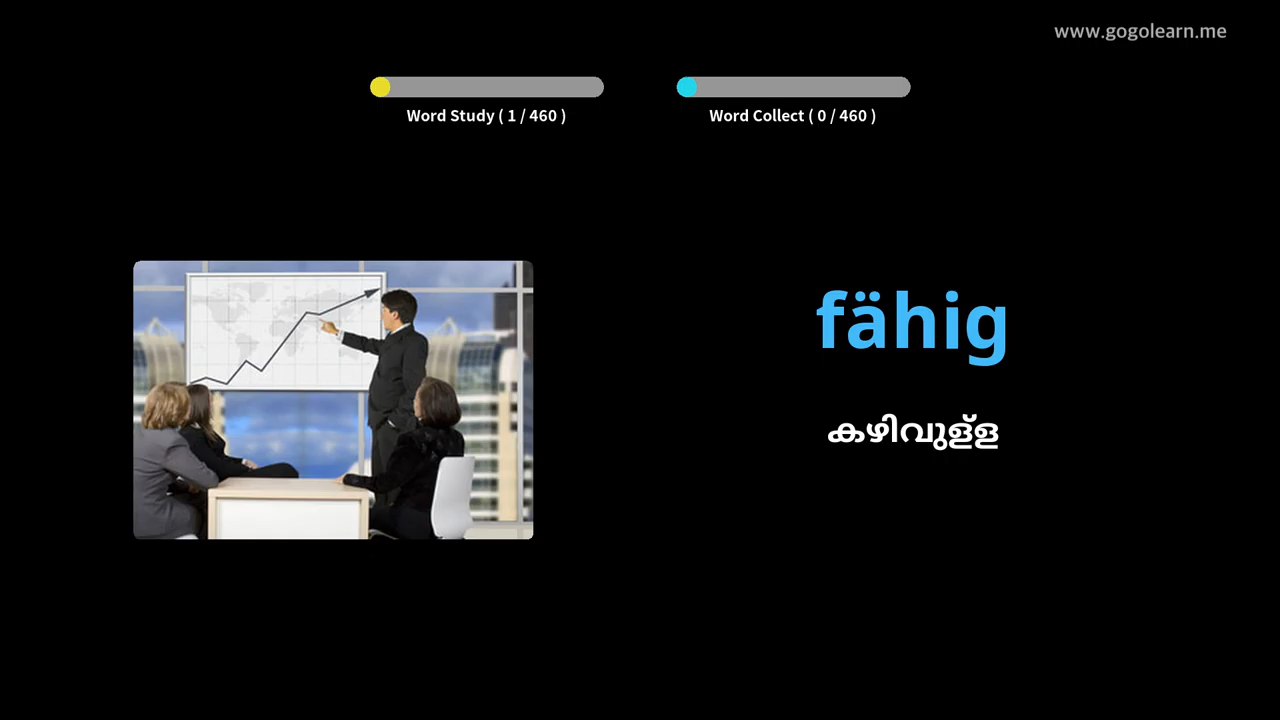 www.gogolearn.me
Word Study ( 1 / 460 )
Word Collect ( 0 / 460 )
fähig
കഴിവുള്ള